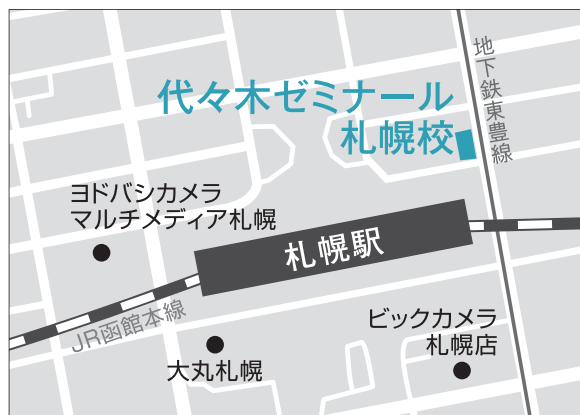 代々木ゼミナール
札幌校
地下鉄東豊線
ヨドバシカメラ
マルチメディア札幌
札幌駅
JR函館本線
大丸札幌
ビックカメラ
札幌店